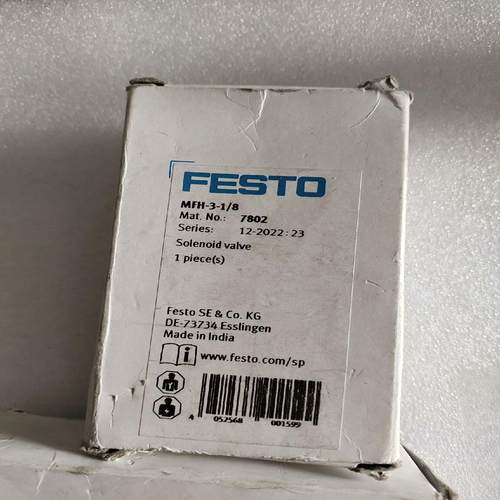 FESTO
MFH-3-1/8
Mat. No.: 7802
Series: 12-2022:23
Solenoid valve
1 piece(s)
Festo SE & Co. KG
DE-73734 Esslingen
Made in India
i www.festo.com/sp
4 052568 001599